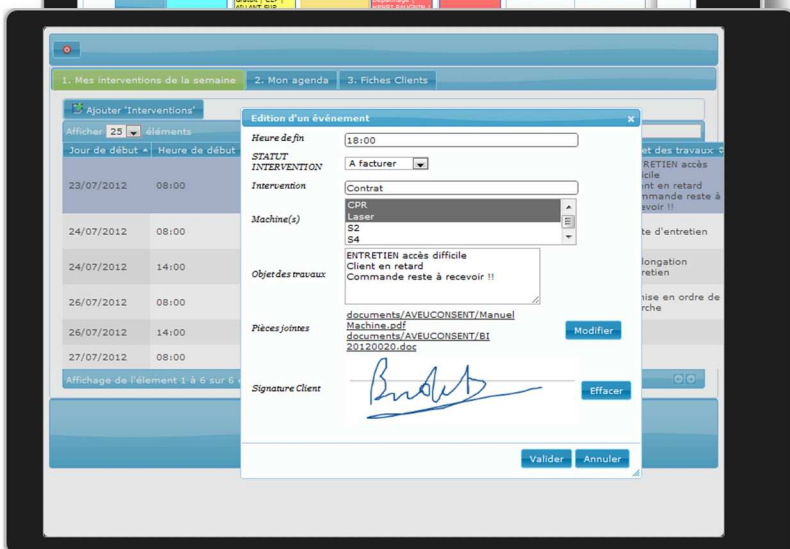 1. Mes interventions de la semaine
2. Mon agenda
3. Fiches Clients
Ajouter 'Interventions'
Afficher 25 éléments
Jour de début
Heure de début
et des travaux
23/07/2012 08:00
24/07/2012 08:00
24/07/2012 14:00
26/07/2012 08:00
26/07/2012 14:00
27/07/2012 08:00
Affichage de l'élement 1 à 6 sur 6
Edition d'un événement x
Heure de fin 18:00
STATUT
INTERVENTION
A facturer
Intervention Contrat
Machine(s)
CPR
Laser
S2
S4
Objet des travaux
ENTRETIEN accès difficile
Client en retard
Commande reste à recevoir !!
Pièces jointes
documents/AVEUCONSENT/Manuel
Machine.pdf
documents/AVEUCONSENT/BI
20120020.doc
Modifier
Signature Client
Effacer
Valider Annuler
RETIEN accès
icile
nt en retard
mmande reste à
evoir !!
te d'entretien
longation
retien
ise en ordre de
rche